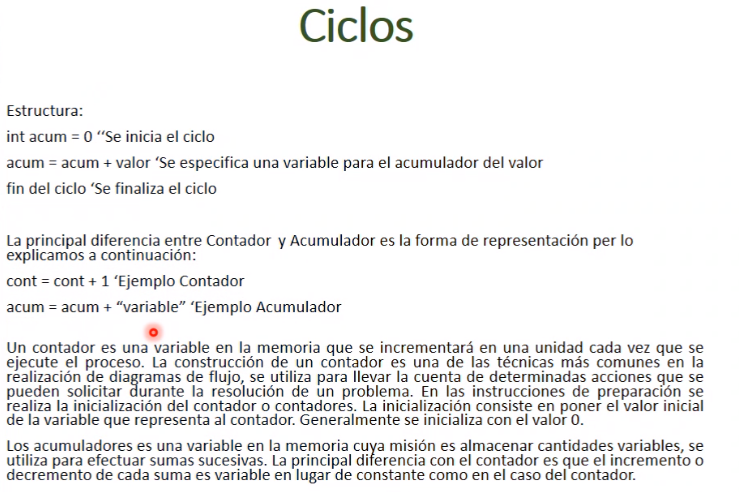 Ciclos
Estructura:
int acum = 0 ‘‘Se inicia el ciclo
acum = acum + valor ‘Se especifica una variable para el acumulador del valor
fin del ciclo ‘Se finaliza el ciclo
La principal diferencia entre Contador y Acumulador es la forma de representación per lo
explicamos a continuación:
cont = cont + 1 ‘Ejemplo Contador
acum = acum + “variable” ‘Ejemplo Acumulador
Un contador es una variable en la memoria que se incrementará en una unidad cada vez que se
ejecute el proceso. La construcción de un contador es una de las técnicas más comunes en la
realización de diagramas de flujo, se utiliza para llevar la cuenta de determinadas acciones que se
pueden solicitar durante la resolución de un problema. En las instrucciones de preparación se
realiza la inicialización del contador o contadores. La inicialización consiste en poner el valor inicial
de la variable que representa al contador. Generalmente se inicializa con el valor 0.
Los acumuladores es una variable en la memoria cuya misión es almacenar cantidades variables, se
utiliza para efectuar sumas sucesivas. La principal diferencia con el contador es que el incremento o
decremento de cada suma es variable en lugar de constante como en el caso del contador.